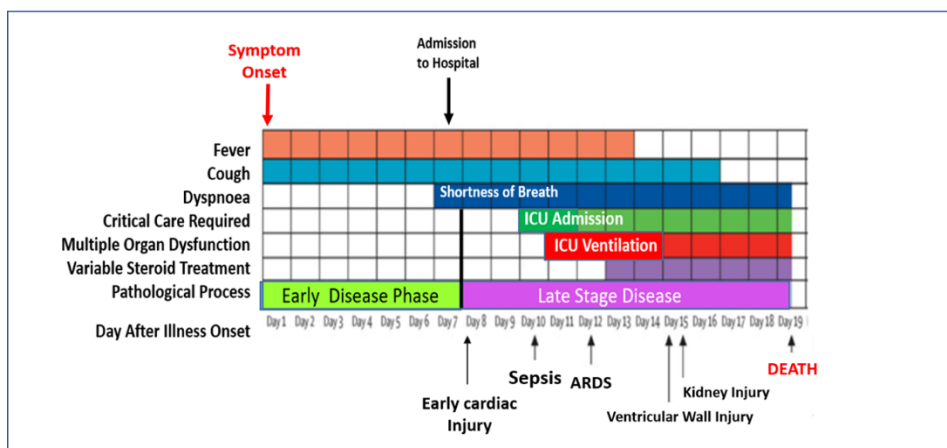 Symptom
Onset
Admission
to Hospital
Fever
Cough
Dyspnoea
Shortness of Breath
Critical Care Required
ICU Admission
Multiple Organ Dysfunction
ICU Ventilation
Variable Steroid Treatment
Pathological Process
Early Disease Phase
Late Stage Disease
Day After Illness Onset
Day 1 Day 2 Day 3 Day 4 Day 5 Day 6 Day 7 Day 8 Day 9 Day 10 Day 11 Day 12 Day 13 Day 14 Day 15 Day 16 Day 17 Day 18 Day 19
Early cardiac
Injury
Sepsis
ARDS
Ventricular Wall Injury
Kidney Injury
DEATH